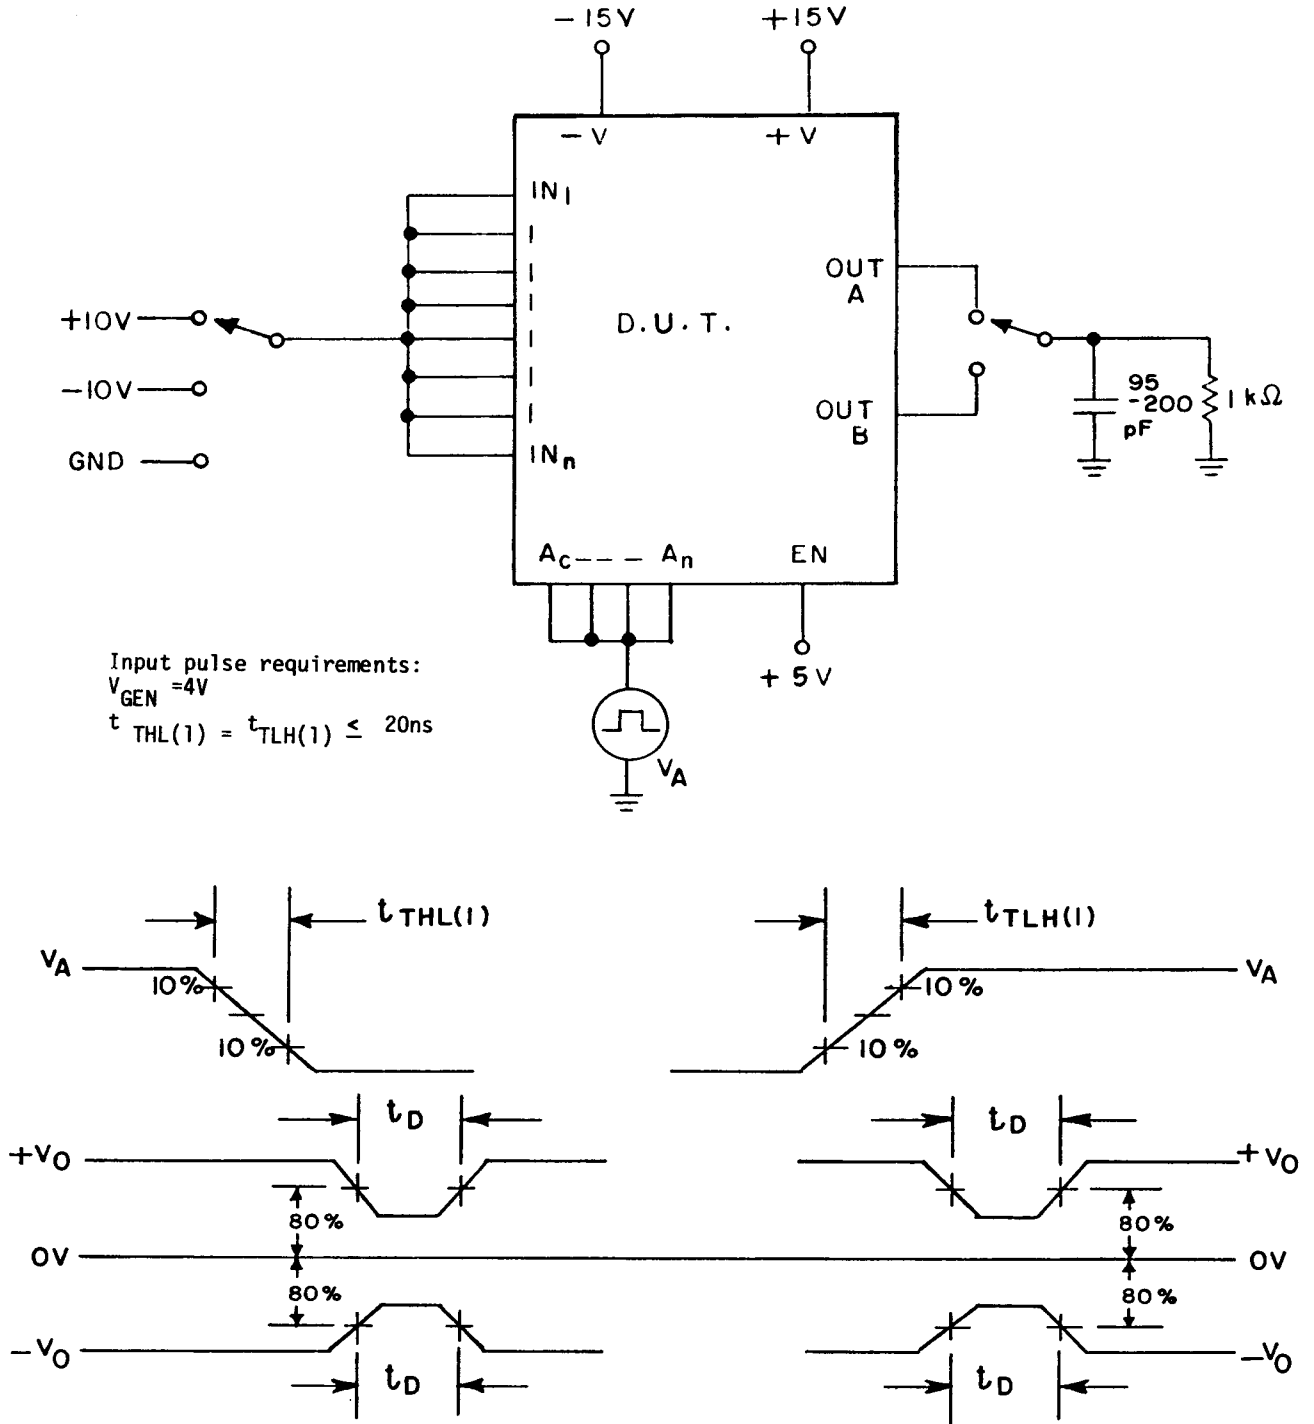 -15V +15V
-V +V
IN1
OUT A
D.U.T.
+10V
-10V
GND
95-200 pF
1 kΩ
OUT B
INn
Ac--- An EN
Input pulse requirements:
VGEN =4V
t THL(1) = tTLH(1) ≤ 20ns
+5V
VA
tTHL(1) tTLH(1)
VA VA
10% 10%
10% 10%
tD tD
+VO +VO
80% 80%
0V 0V
80% 80%
-VO -VO
tD tD